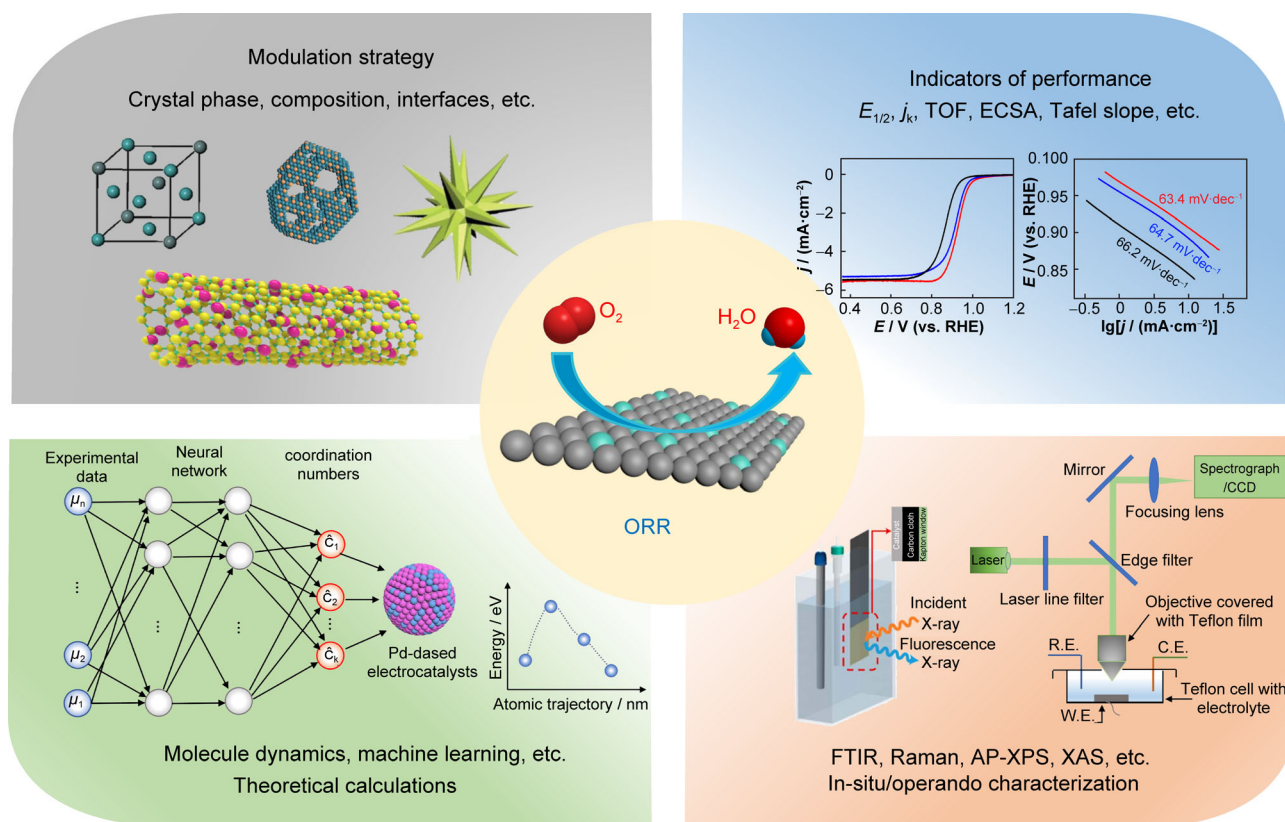 Modulation strategy
Crystal phase, composition, interfaces, etc.
Indicators of performance
E1/2, jk, TOF, ECSA, Tafel slope, etc.
j / (mA·cm⁻²)
0
−2
−4
−6
0.4
0.6
0.8
1.0
1.2
E / V (vs. RHE)
E / V (vs. RHE)
0.100
0.95
0.90
0.85
63.4 mV·dec⁻¹
64.7 mV·dec⁻¹
66.2 mV·dec⁻¹
−0.5
0
0.5
1.0
1.5
lg[j / (mA·cm⁻²)]
O2
H2O
ORR
Experimental
data
Neural
network
coordination
numbers
μn
⋮
μ2
μ1
Ĉ1
Ĉ2
⋮
Ĉk
Pd-dased
electrocatalysts
Energy / eV
Atomic trajectory / nm
Molecule dynamics, machine learning, etc.
Theoretical calculations
Catalyst
Carbon cloth
Kapton window
Incident
X-ray
Fluorescence
X-ray
Mirror
Spectrograph
/CCD
Focusing lens
Laser
Laser line filter
Edge filter
Objective covered
with Teflon film
R.E.
C.E.
W.E.
Teflon cell with
electrolyte
FTIR, Raman, AP-XPS, XAS, etc.
In-situ/operando characterization